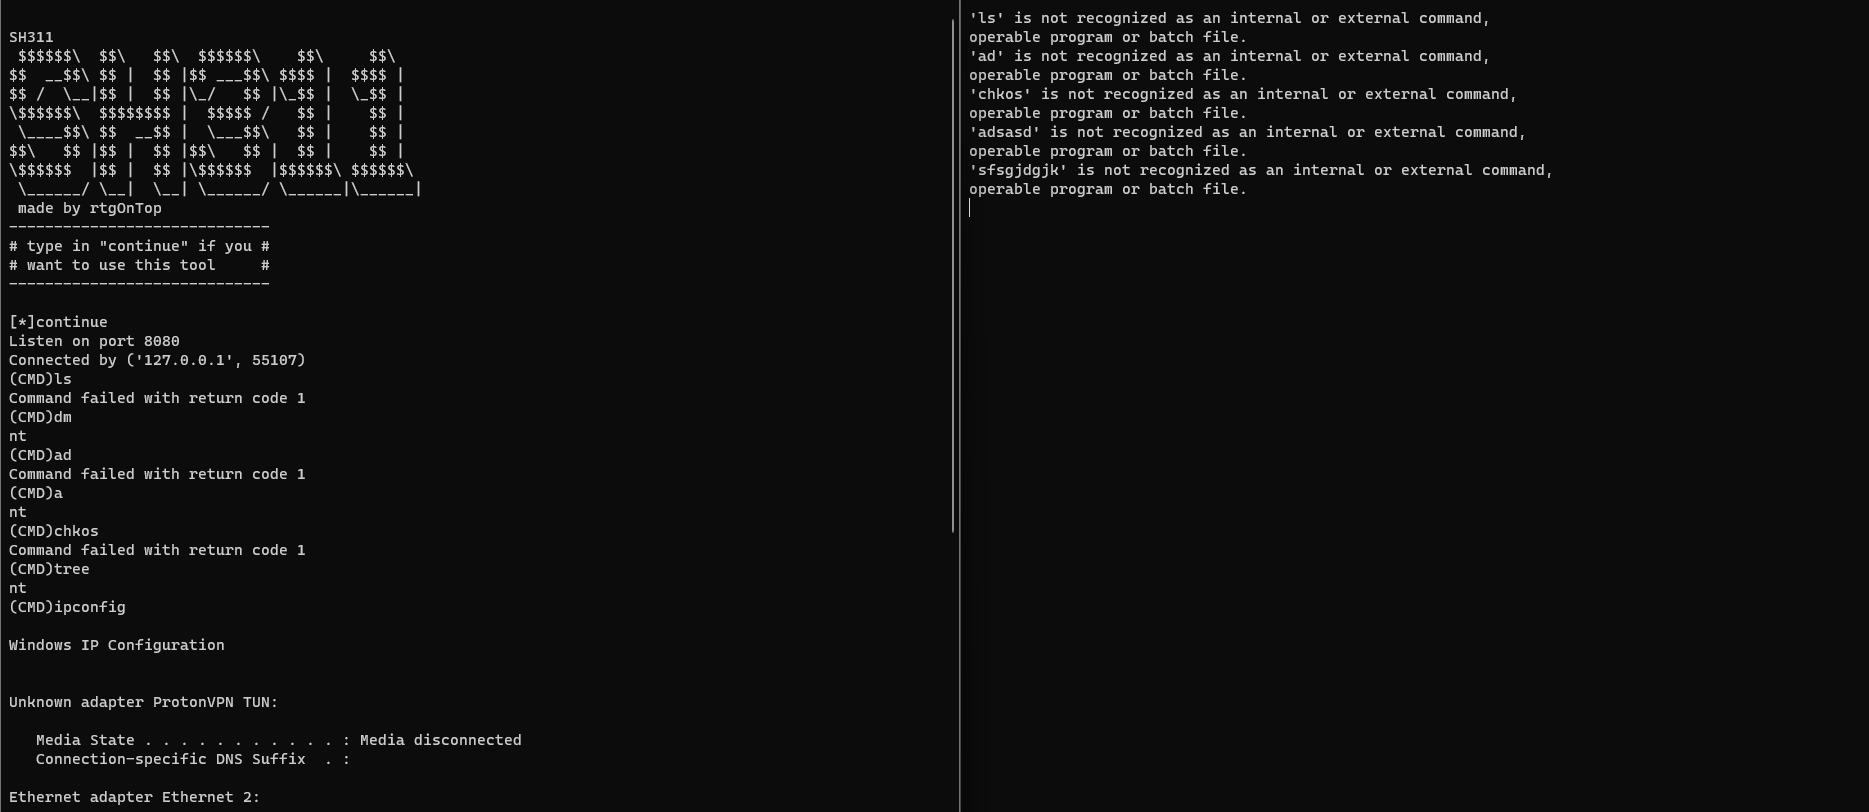 SH311
 $$$$$$\  $$\   $$\  $$$$$$\    $$\     $$\
$$  __$$\ $$ |  $$ |$$ ___$$\ $$$$ |  $$$$ |
$$ /  \__|$$ |  $$ |\_/   $$ |\_$$ |  \_$$ |
\$$$$$$\  $$$$$$$$ |  $$$$$ /   $$ |    $$ |
 \____$$\ $$  __$$ |  \___$$\   $$ |    $$ |
$$\   $$ |$$ |  $$ |$$\   $$ |  $$ |    $$ |
\$$$$$$  |$$ |  $$ |\$$$$$$  |$$$$$$\ $$$$$$\
 \______/ \__|  \__| \______/ \______|\______|
 made by rtgOnTop
-----------------------------
# type in "continue" if you #
# want to use this tool     #
-----------------------------
[*]continue
Listen on port 8080
Connected by ('127.0.0.1', 55107)
(CMD)ls
Command failed with return code 1
(CMD)dm
nt
(CMD)ad
Command failed with return code 1
(CMD)a
nt
(CMD)chkos
Command failed with return code 1
(CMD)tree
nt
(CMD)ipconfig
Windows IP Configuration
Unknown adapter ProtonVPN TUN:
   Media State . . . . . . . . . . . : Media disconnected
   Connection-specific DNS Suffix  . :
Ethernet adapter Ethernet 2:
'ls' is not recognized as an internal or external command,
operable program or batch file.
'ad' is not recognized as an internal or external command,
operable program or batch file.
'chkos' is not recognized as an internal or external command,
operable program or batch file.
'adsasd' is not recognized as an internal or external command,
operable program or batch file.
'sfsgjdgjk' is not recognized as an internal or external command,
operable program or batch file.